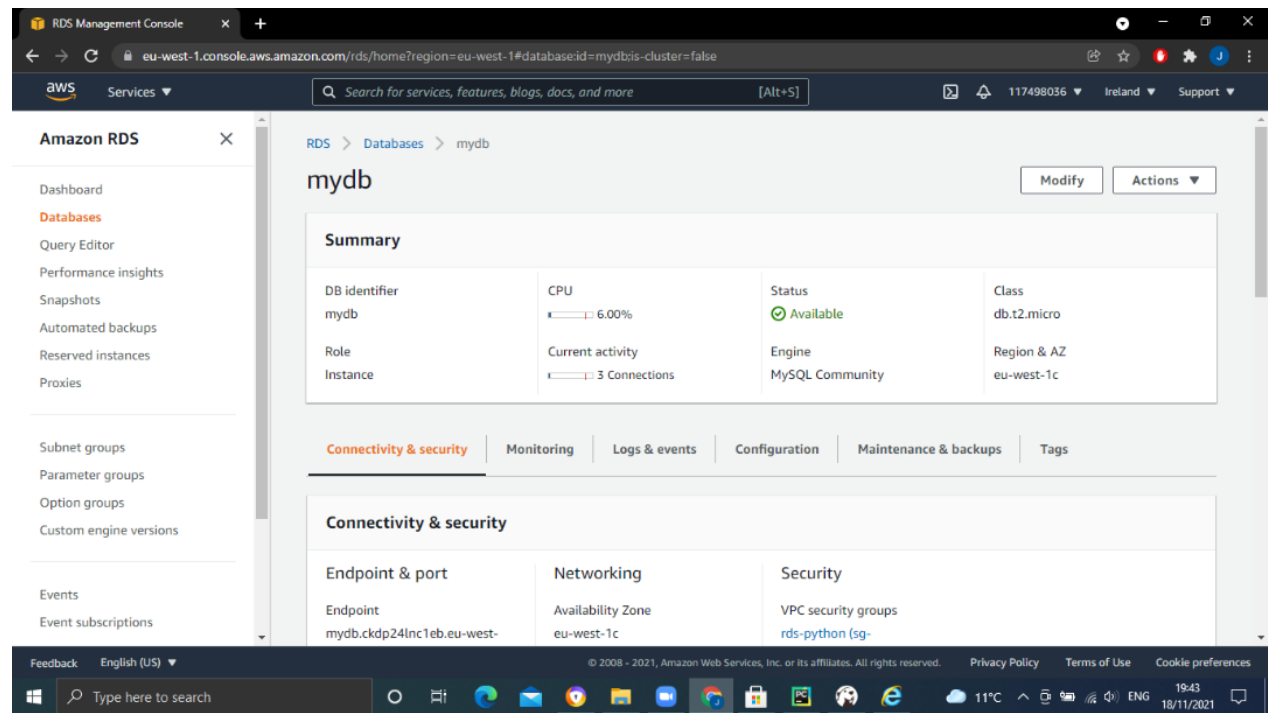 RDS Management Console
eu-west-1.console.aws.amazon.com/rds/home?region=eu-west-1#database:id=mydb;is-cluster=false
J
aws
Services ▼
Search for services, features, blogs, docs, and more
[Alt+S]
117498036 ▼
Ireland ▼
Support ▼
Amazon RDS
Dashboard
Databases
Query Editor
Performance insights
Snapshots
Automated backups
Reserved instances
Proxies
Subnet groups
Parameter groups
Option groups
Custom engine versions
Events
Event subscriptions
RDS > Databases > mydb
mydb
Modify
Actions ▼
Summary
DB identifier
mydb
CPU
6.00%
Status
Available
Class
db.t2.micro
Role
Instance
Current activity
3 Connections
Engine
MySQL Community
Region & AZ
eu-west-1c
Connectivity & security
Monitoring
Logs & events
Configuration
Maintenance & backups
Tags
Connectivity & security
Endpoint & port
Endpoint
mydb.ckdp24lnc1eb.eu-west-
Networking
Availability Zone
eu-west-1c
Security
VPC security groups
rds-python (sg-
Feedback
English (US) ▼
© 2008 - 2021, Amazon Web Services, Inc. or its affiliates. All rights reserved.
Privacy Policy
Terms of Use
Cookie preferences
Type here to search
PC
11°C
ENG
19:43
18/11/2021